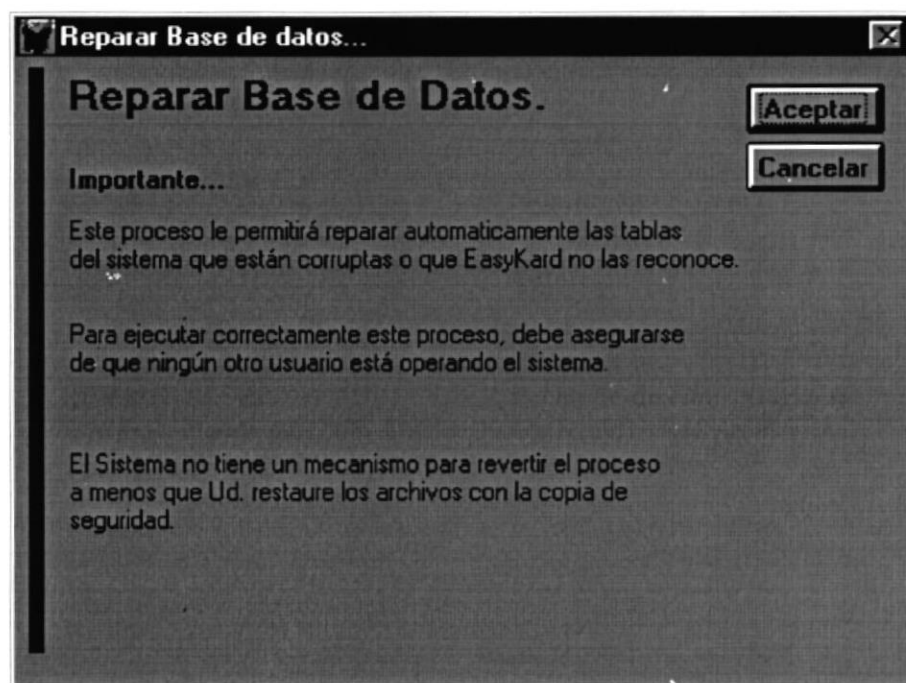 Reparar Base de datos...
Reparar Base de Datos.
Aceptar
Cancelar
Importante...
Este proceso le permitirá reparar automaticamente las tablas
del sistema que están corruptas o que EasyKard no las reconoce.
Para ejecutar correctamente este proceso, debe asegurarse
de que ningún otro usuario está operando el sistema.
El Sistema no tiene un mecanismo para revertir el proceso
a menos que Ud. restaure los archivos con la copia de
seguridad.